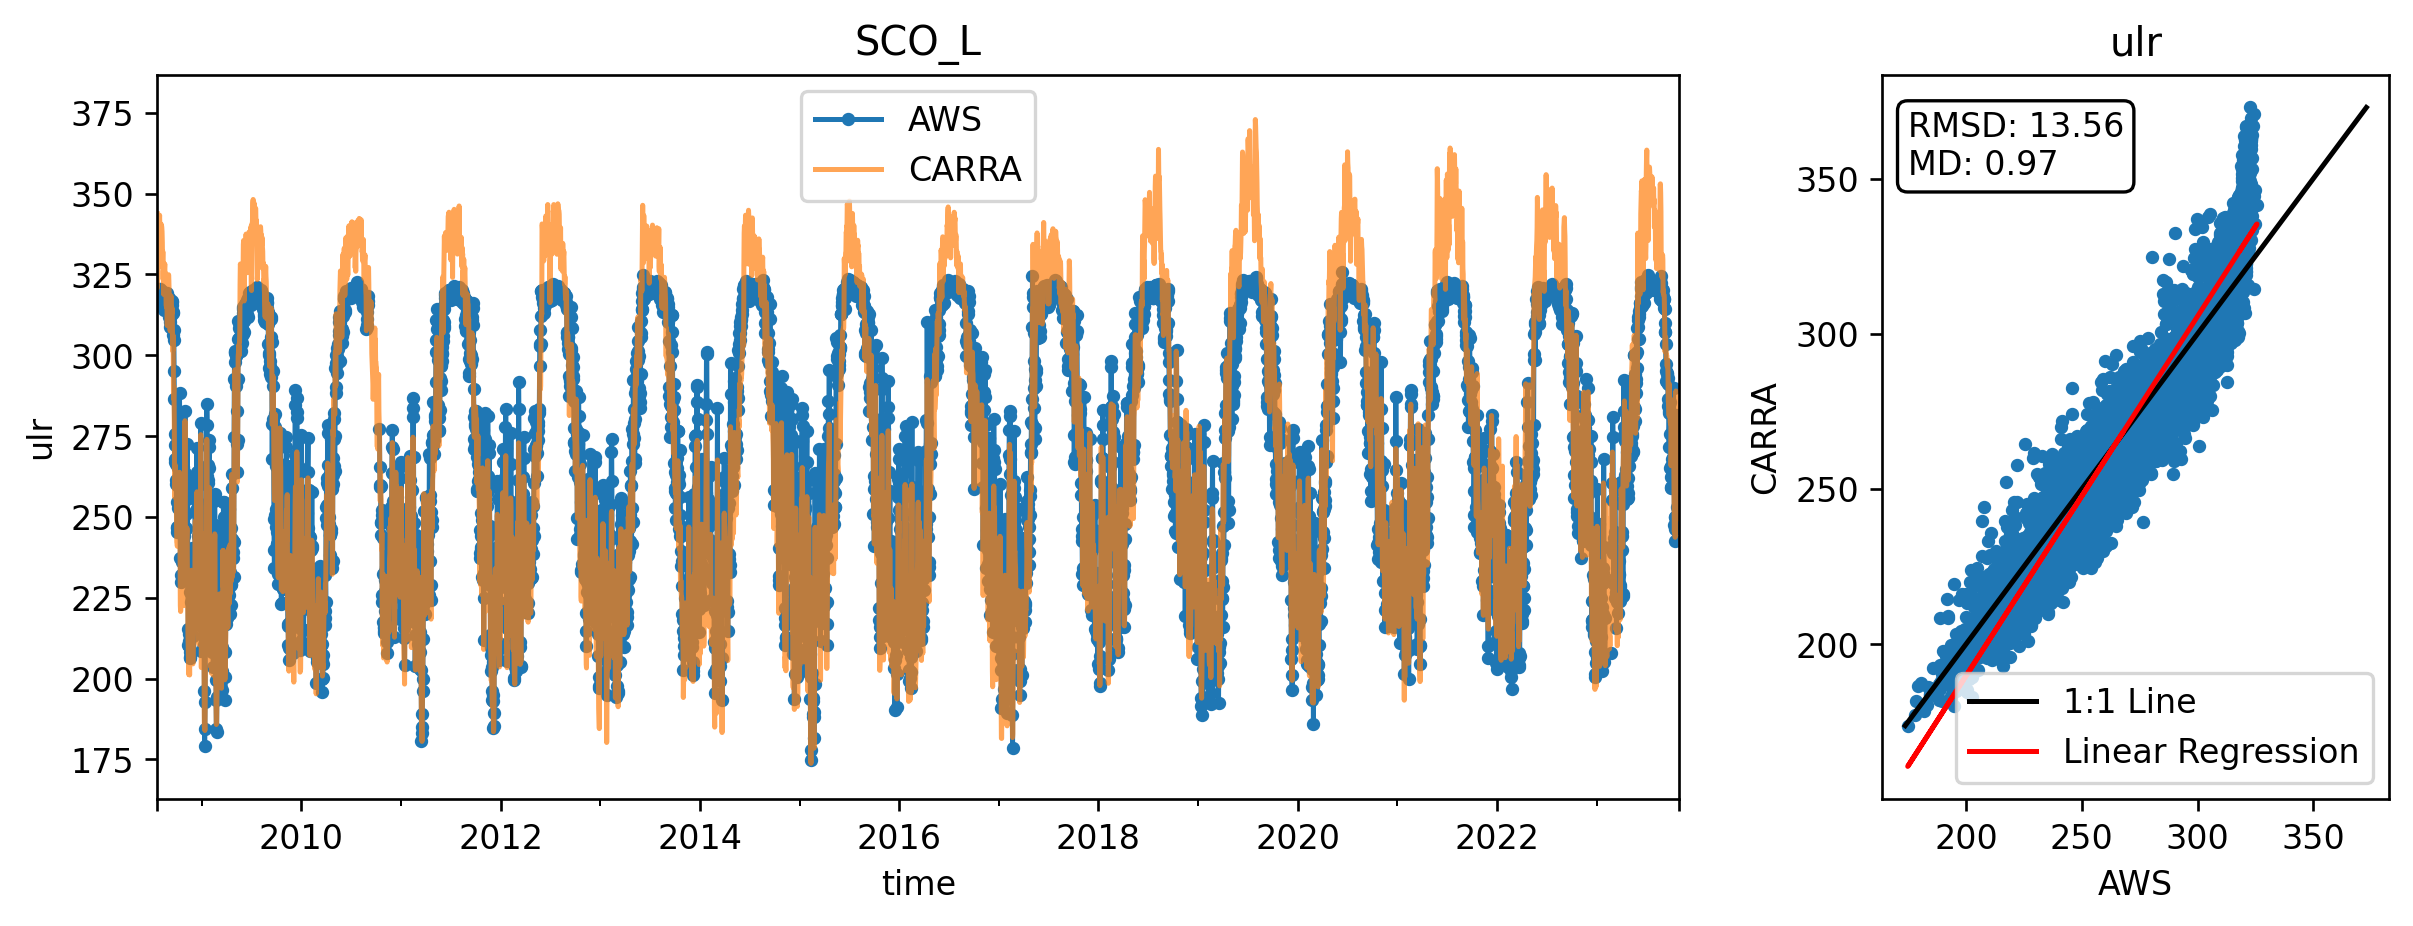 SCO_L
375
350
325
300
275
250
225
200
175
ulr
AWS
CARRA
2010 2012 2014 2016 2018 2020 2022
time
ulr
RMSD: 13.56
MD: 0.97
350
300
250
200
CARRA
1:1 Line
Linear Regression
200 250 300 350
AWS